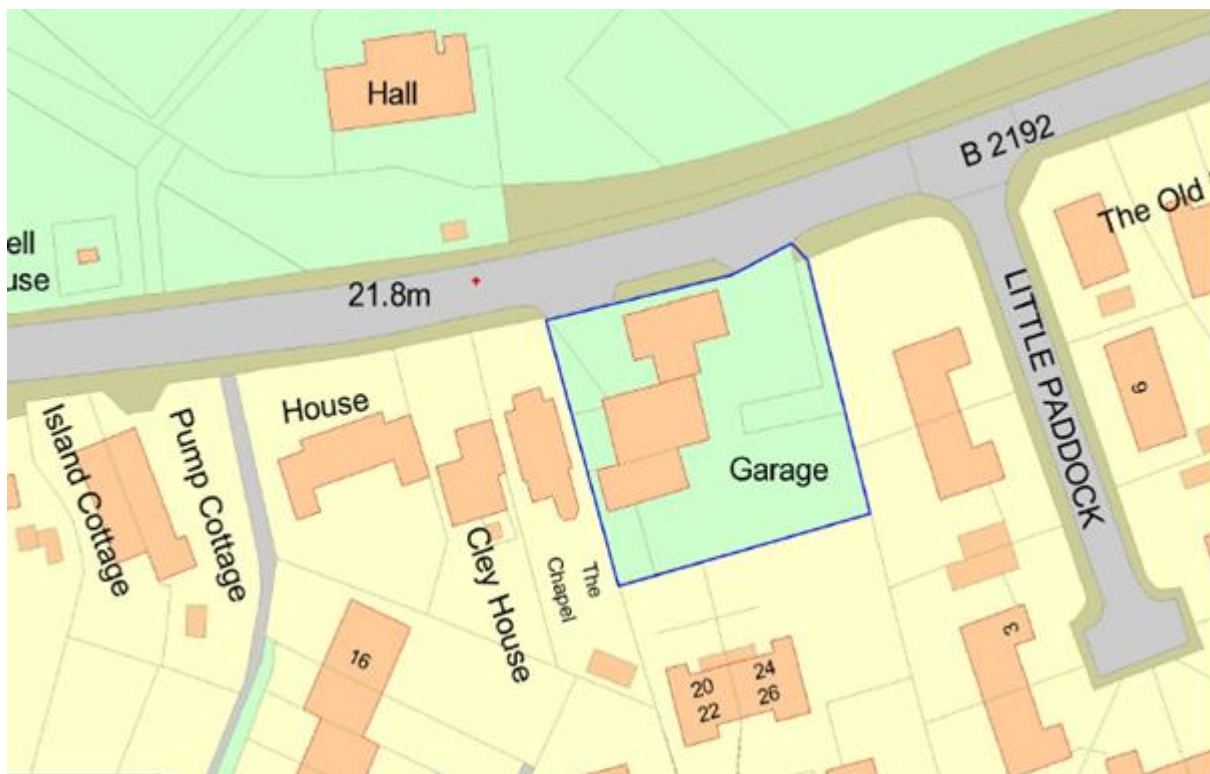 Hall
B 2192
The Old
ell
use
21.8m
LITTLE PADDOCK
6
House
Island Cottage
Pump Cottage
Garage
Cley House
The
Chapel
16
3
20
22
24
26